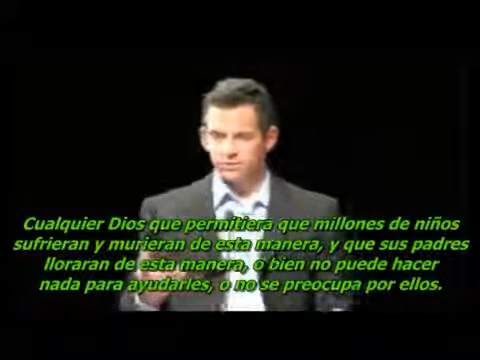 Cualquier Dios que permitiera que millones de niños
sufrieran y murieran de esta manera, y que sus padres
lloraran de esta manera, o bien no puede hacer
nada para ayudarles, o no se preocupa por ellos.